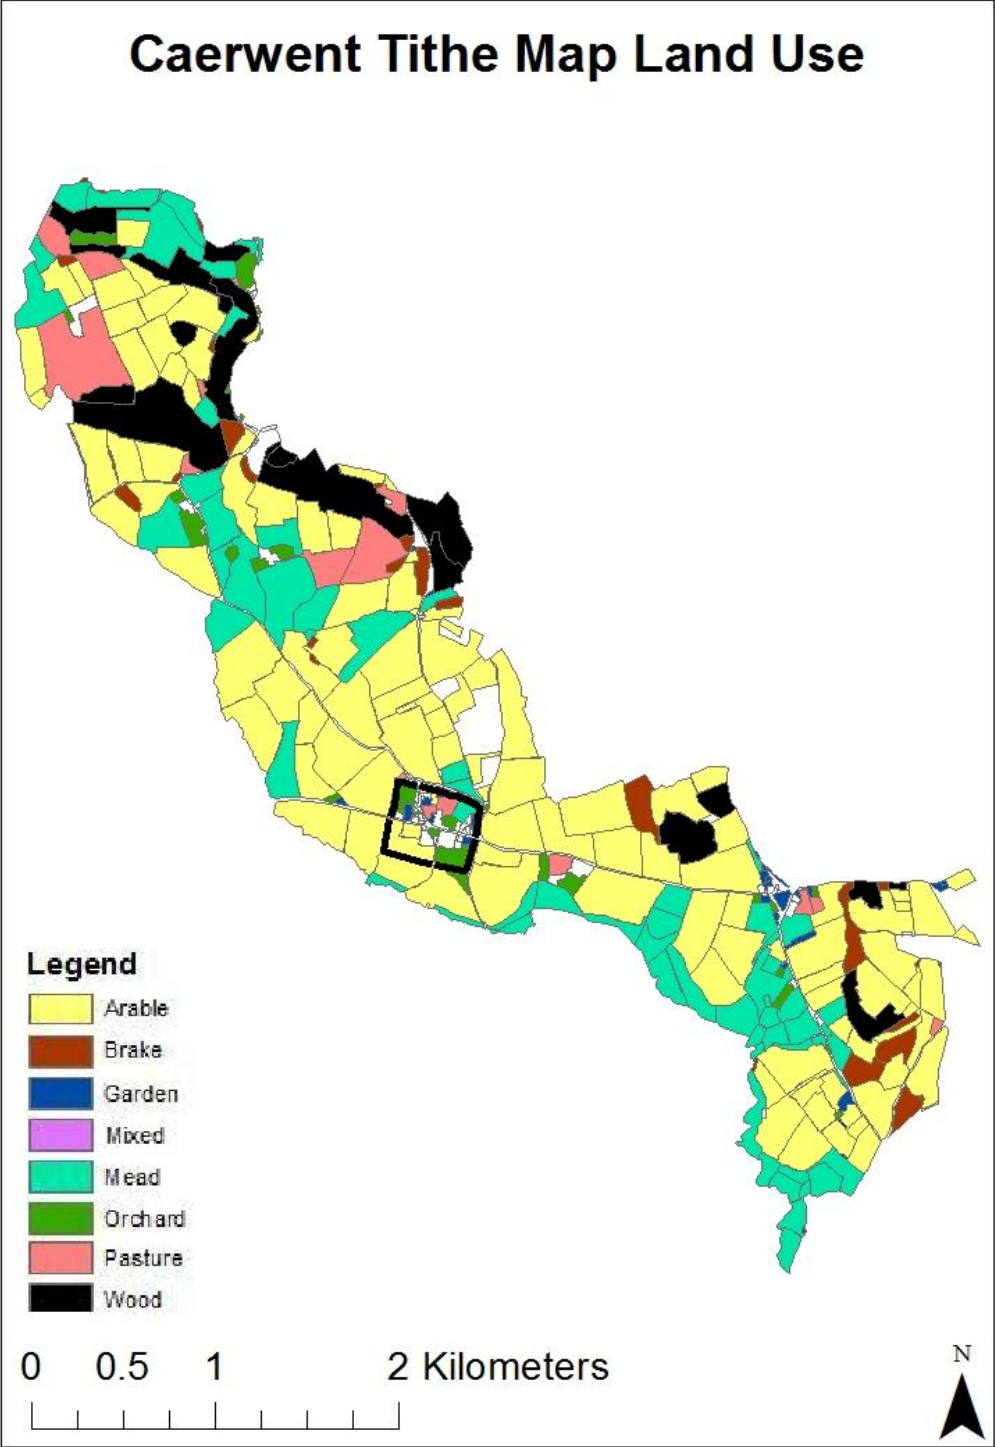 Caerwent Tithe Map Land Use
Legend
Arable
Brake
Garden
Mixed
Mead
Orchard
Pasture
Wood
0 0.5 1 2 Kilometers
N